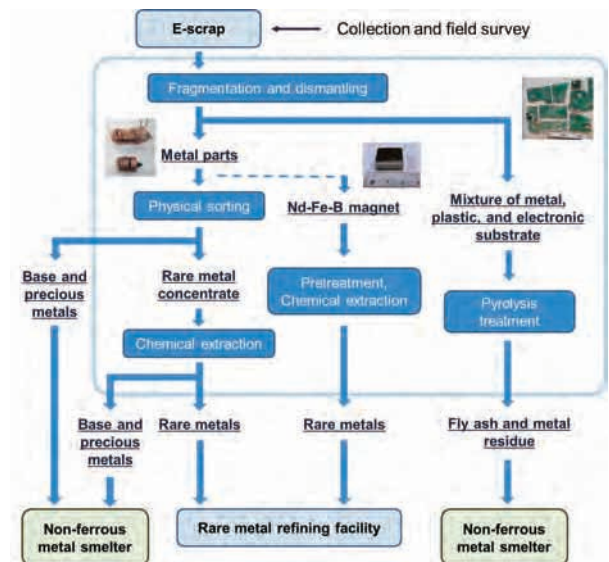 E-scrap
Collection and field survey
Fragmentation and dismantling
Metal parts
Physical sorting
Nd-Fe-B magnet
Mixture of metal,
plastic, and electronic
substrate
Base and
precious
metals
Rare metal
concentrate
Pretreatment,
Chemical extraction
Pyrolysis
treatment
Chemical extraction
Base and
precious
metals
Rare metals
Rare metals
Fly ash and metal
residue
Non-ferrous
metal smelter
Rare metal refining facility
Non-ferrous
metal smelter